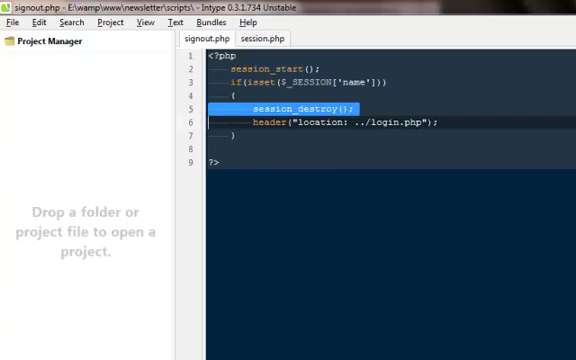 signout.php - E:\wamp\www\newsletter\scripts\ - Intype 0.3.1.734 Unstable
File Edit Search Project View Text Bundles Help
Project Manager
signout.php session.php
1 <?php
2 session_start();
3 if(isset($_SESSION['name']))
4 {
5 session_destroy();
6 header("location: ../login.php");
7 }
8
9 ?>
Drop a folder or
project file to open a
project.